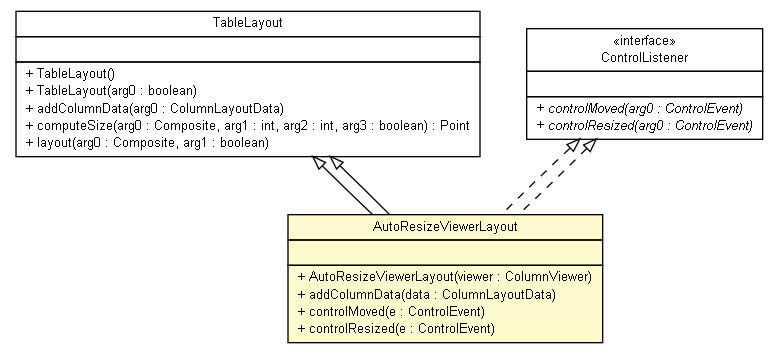 TableLayout
+ TableLayout()
+ TableLayout(arg0 : boolean)
+ addColumnData(arg0 : ColumnLayoutData)
+ computeSize(arg0 : Composite, arg1 : int, arg2 : int, arg3 : boolean) : Point
+ layout(arg0 : Composite, arg1 : boolean)
«interface»
ControlListener
+ controlMoved(arg0 : ControlEvent)
+ controlResized(arg0 : ControlEvent)
AutoResizeViewerLayout
+ AutoResizeViewerLayout(viewer : ColumnViewer)
+ addColumnData(data : ColumnLayoutData)
+ controlMoved(e : ControlEvent)
+ controlResized(e : ControlEvent)